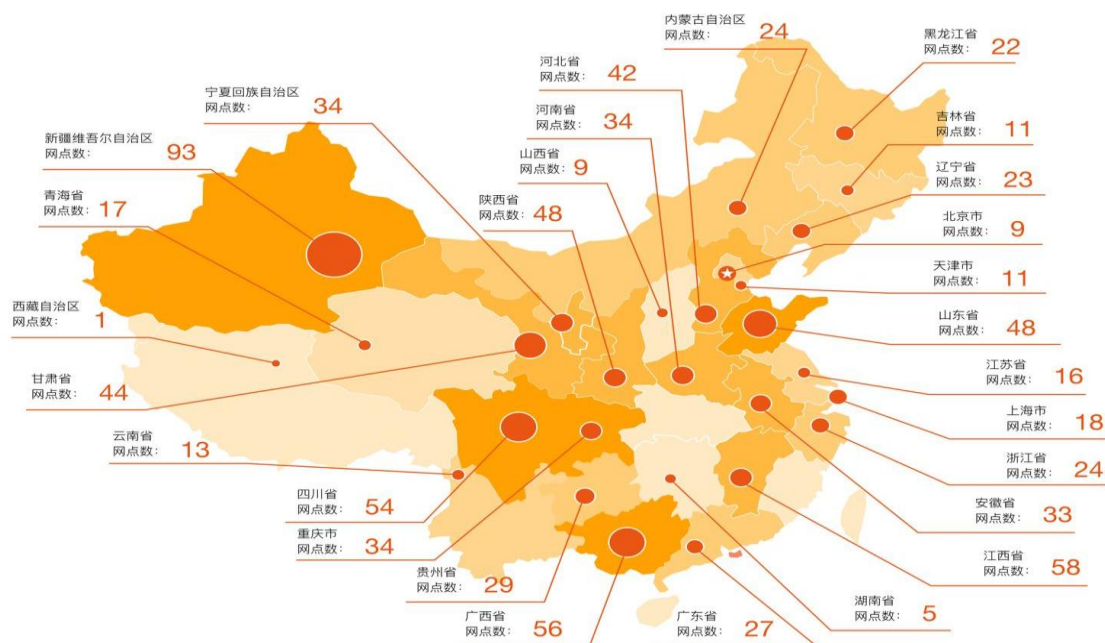 内蒙古自治区
网点数： 24
黑龙江省
网点数： 22
河北省
网点数： 42
宁夏回族自治区
网点数： 34
河南省
网点数： 34
吉林省
网点数： 11
新疆维吾尔自治区
网点数： 93
山西省
网点数： 9
辽宁省
网点数： 23
青海省
网点数： 17
陕西省
网点数： 48
北京市
网点数： 9
天津市
网点数： 11
西藏自治区
网点数： 1
山东省
网点数： 48
甘肃省
网点数： 44
江苏省
网点数： 16
上海市
网点数： 18
云南省
网点数： 13
浙江省
网点数： 24
四川省
网点数： 54
安徽省
网点数： 33
重庆市
网点数： 34
江西省
网点数： 58
贵州省
网点数： 29
湖南省
网点数： 5
广西省
网点数： 56
广东省
网点数： 27